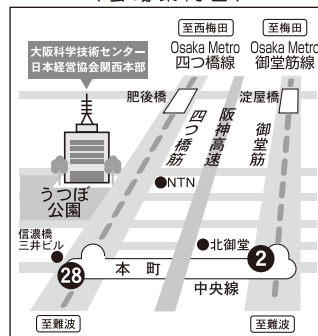 至西梅田
至梅田
Osaka Metro
四つ橋線
Osaka Metro
御堂筋線
大阪科学技術センター
日本経営協会関西本部
肥後橋
淀屋橋
四つ橋筋
阪神高速
御堂筋
うつぼ
公園
NTN
信濃橋
三井ビル
北御堂
28
本町
2
中央線
至難波
至難波